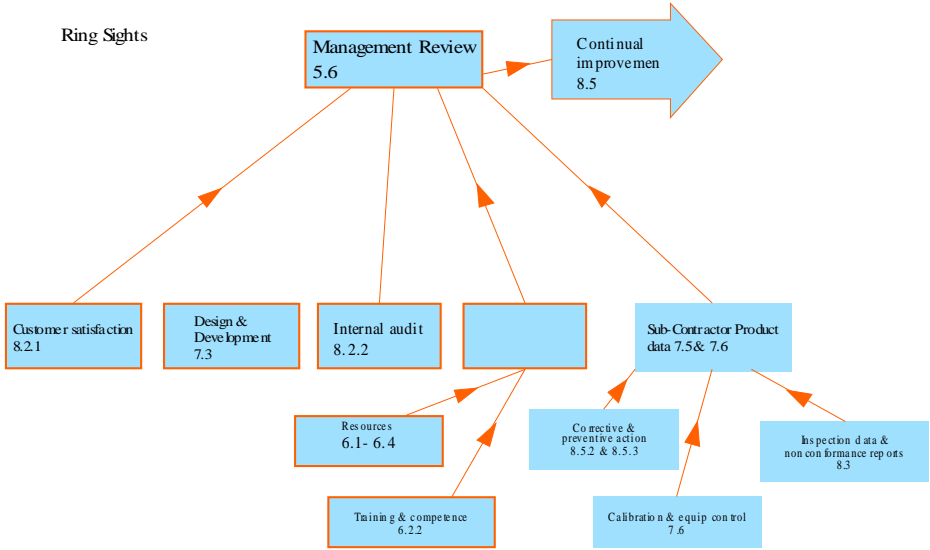 Ring Sights
Management Review
5.6
Continual
improvemen
8.5
Customer satisfaction
8.2.1
Design &
Development
7.3
Internal audit
8.2.2
Sub-Contractor Product
data 7.5 & 7.6
Resources
6.1- 6.4
Corrective &
preventive action
8.5.2 & 8.5.3
Inspection data &
non conformance reports
8.3
Training & competence
6.2.2
Calibration & equip control
7.6